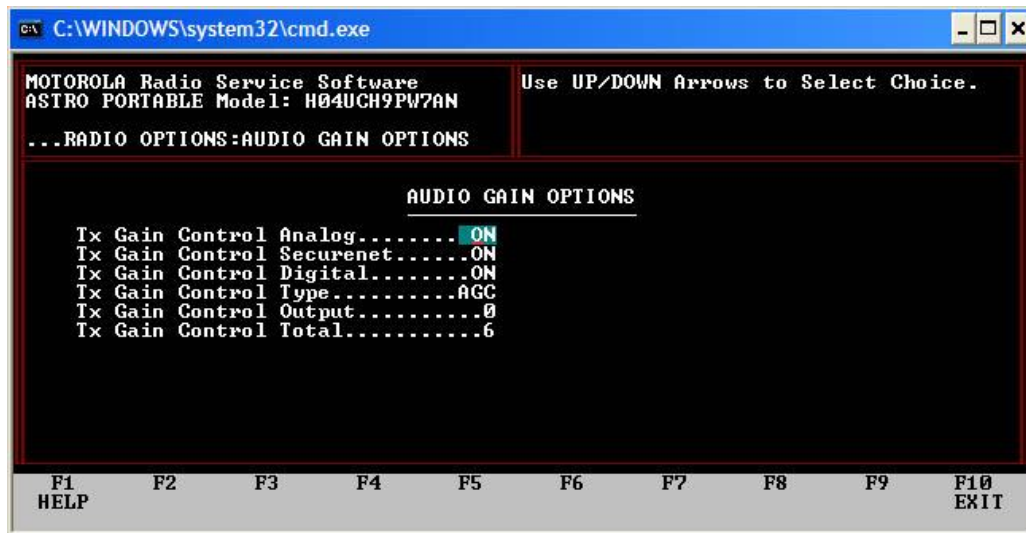 C:\WINDOWS\system32\cmd.exe
MOTOROLA Radio Service Software
ASTRO PORTABLE Model: H04UCH9PW7AN
...RADIO OPTIONS:AUDIO GAIN OPTIONS
Use UP/DOWN Arrows to Select Choice.
AUDIO GAIN OPTIONS
Tx Gain Control Analog........ ON
Tx Gain Control Securenet......ON
Tx Gain Control Digital........ON
Tx Gain Control Type..........AGC
Tx Gain Control Output..........0
Tx Gain Control Total...........6
F1 F2 F3 F4 F5 F6 F7 F8 F9 F10
HELP EXIT